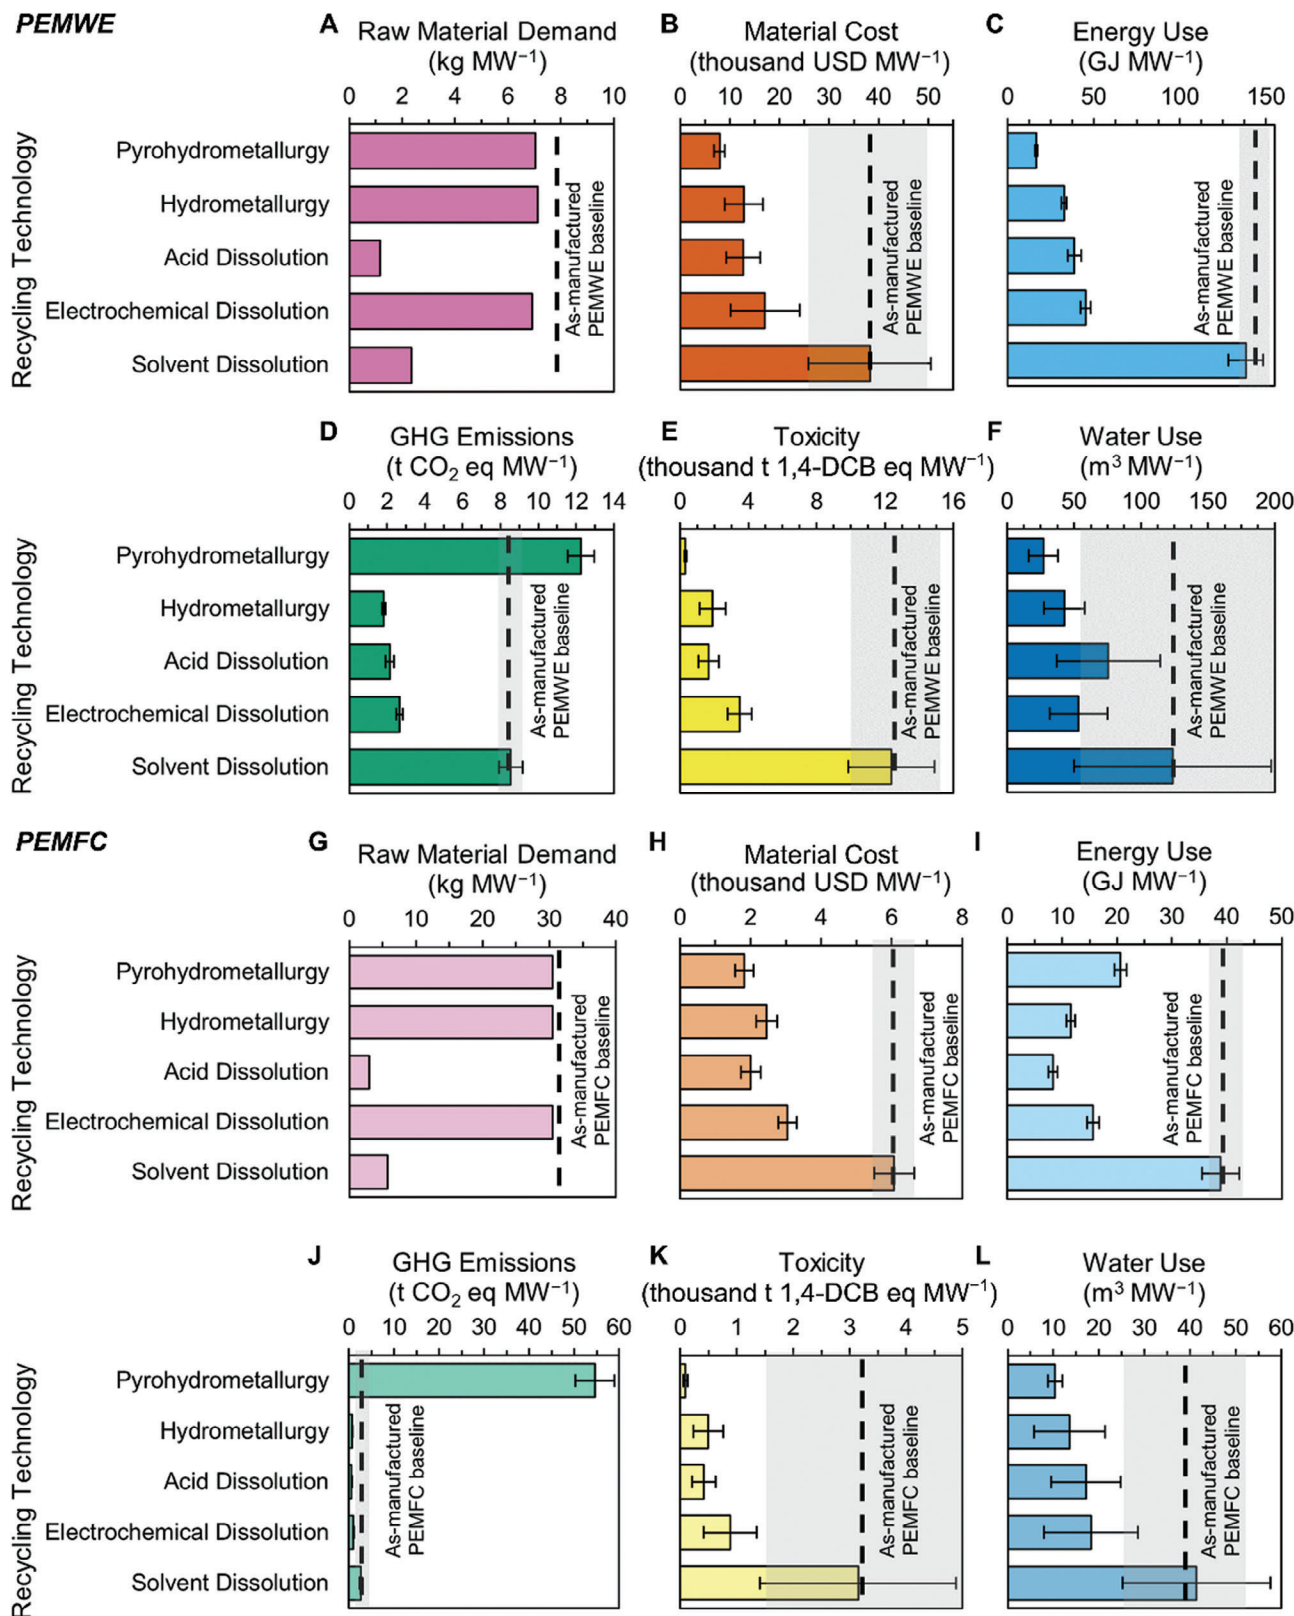 PEMWE
A Raw Material Demand
(kg MW⁻¹)
0 2 4 6 8 10
B Material Cost
(thousand USD MW⁻¹)
0 10 20 30 40 50
C Energy Use
(GJ MW⁻¹)
0 50 100 150
Recycling Technology
Pyrohydrometallurgy
Hydrometallurgy
Acid Dissolution
Electrochemical Dissolution
Solvent Dissolution
As-manufactured
PEMWE baseline
As-manufactured
PEMWE baseline
As-manufactured
PEMWE baseline
D GHG Emissions
(t CO₂ eq MW⁻¹)
0 2 4 6 8 10 12 14
E Toxicity
(thousand t 1,4-DCB eq MW⁻¹)
0 4 8 12 16
F Water Use
(m³ MW⁻¹)
0 50 100 150 200
Recycling Technology
Pyrohydrometallurgy
Hydrometallurgy
Acid Dissolution
Electrochemical Dissolution
Solvent Dissolution
As-manufactured
PEMWE baseline
As-manufactured
PEMWE baseline
As-manufactured
PEMWE baseline
PEMFC
G Raw Material Demand
(kg MW⁻¹)
0 10 20 30 40
H Material Cost
(thousand USD MW⁻¹)
0 2 4 6 8
I Energy Use
(GJ MW⁻¹)
0 10 20 30 40 50
Recycling Technology
Pyrohydrometallurgy
Hydrometallurgy
Acid Dissolution
Electrochemical Dissolution
Solvent Dissolution
As-manufactured
PEMFC baseline
As-manufactured
PEMFC baseline
As-manufactured
PEMFC baseline
J GHG Emissions
(t CO₂ eq MW⁻¹)
0 10 20 30 40 50 60
K Toxicity
(thousand t 1,4-DCB eq MW⁻¹)
0 1 2 3 4 5
L Water Use
(m³ MW⁻¹)
0 10 20 30 40 50 60
Recycling Technology
Pyrohydrometallurgy
Hydrometallurgy
Acid Dissolution
Electrochemical Dissolution
Solvent Dissolution
As-manufactured
PEMFC baseline
As-manufactured
PEMFC baseline
As-manufactured
PEMFC baseline